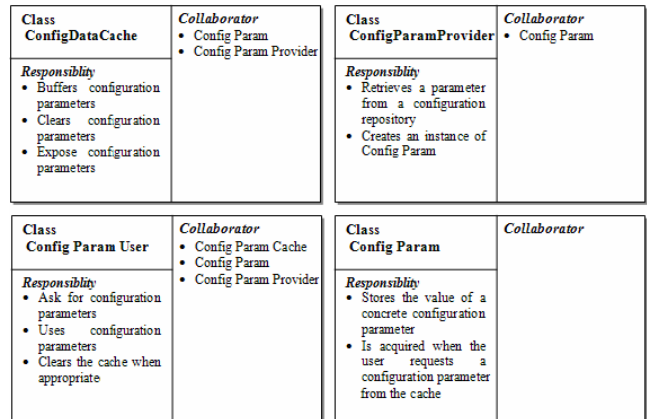 Class
ConfigDataCache
Responsiblity
• Buffers configuration
parameters
• Clears configuration
parameters
• Expose configuration
parameters
Collaborator
• Config Param
• Config Param Provider
Class
ConfigParamProvider
Responsiblity
• Retrieves a parameter
from a configuration
repository
• Creates an instance of
Config Param
Collaborator
• Config Param
Class
Config Param User
Responsiblity
• Ask for configuration
parameters
• Uses configuration
parameters
• Clears the cache when
appropriate
Collaborator
• Config Param Cache
• Config Param
• Config Param Provider
Class
Config Param
Responsiblity
• Stores the value of a
concrete configuration
parameter
• Is acquired when the
user requests a
configuration parameter
from the cache
Collaborator